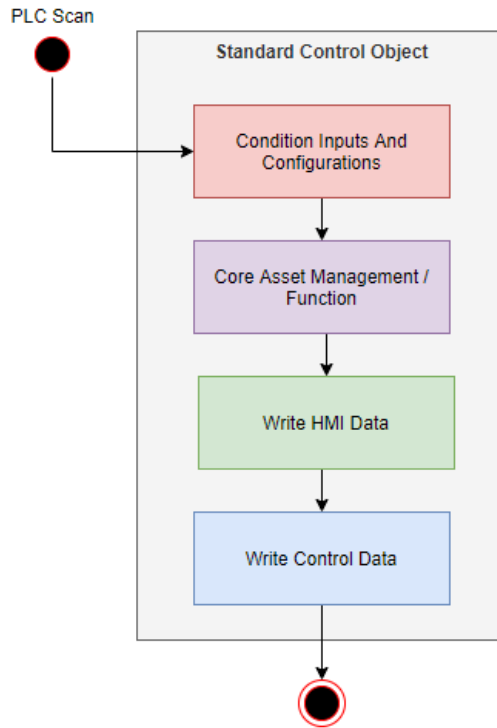 PLC Scan
Standard Control Object
Condition Inputs And
Configurations
Core Asset Management /
Function
Write HMI Data
Write Control Data